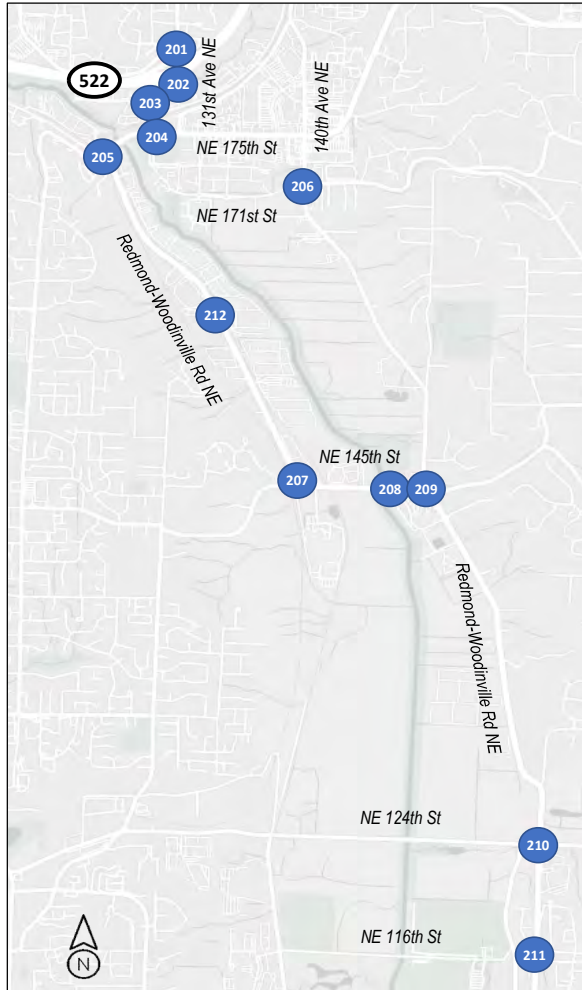 201
131st Ave NE
522
202
203
140th Ave NE
204
NE 175th St
205
206
NE 171st St
Redmond-Woodinville Rd NE
212
NE 145th St
207
208
209
Redmond-Woodinville Rd NE
NE 124th St
210
NE 116th St
N
211